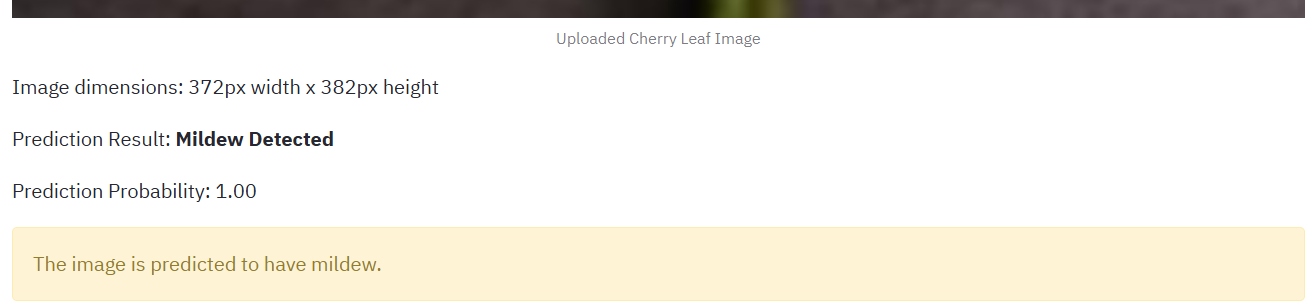 Uploaded Cherry Leaf Image
Image dimensions: 372px width x 382px height
Prediction Result: Mildew Detected
Prediction Probability: 1.00
The image is predicted to have mildew.